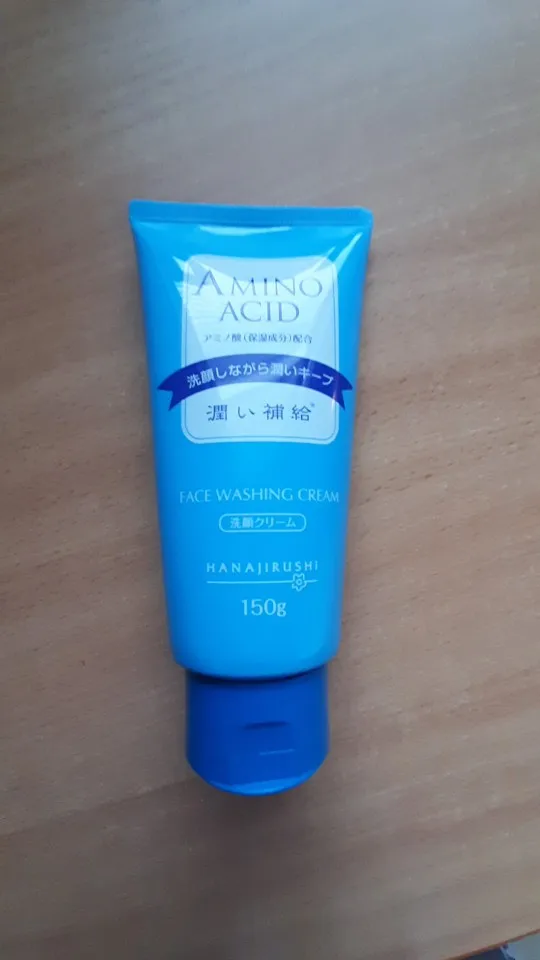 AMINO
ACID
アミノ酸(保湿成分)配合
洗顔しながら潤いキープ
潤い補給*
FACE WASHING CREAM
洗顔クリーム
HANAJIRUSHI
150g